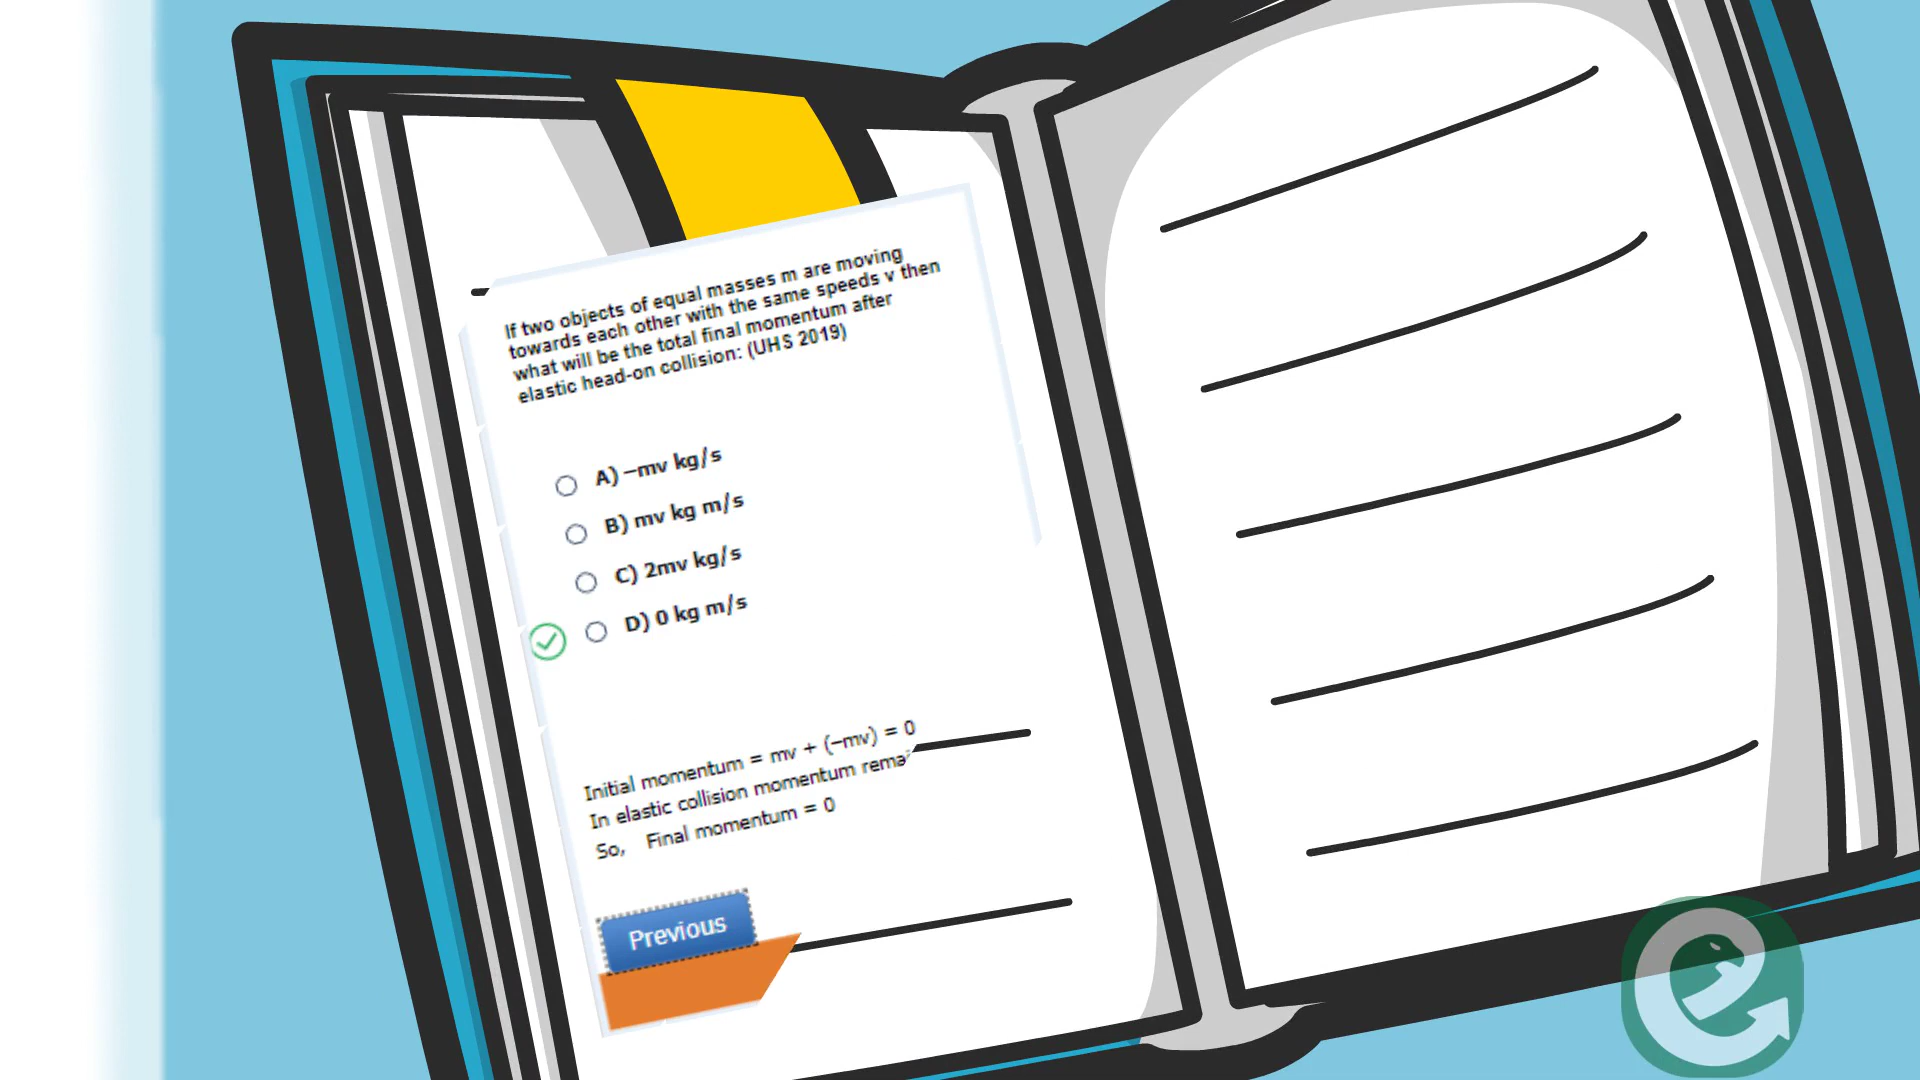 If two objects of equal masses m are moving
towards each other with the same speeds v then
what will be the total final momentum after
elastic head-on collision: (UHS 2019)
A) –mv kg/s
B) mv kg m/s
C) 2mv kg/s
D) 0 kg m/s
Initial momentum = mv + (–mv) = 0
In elastic collision momentum
So, Final momentum = 0
Previous